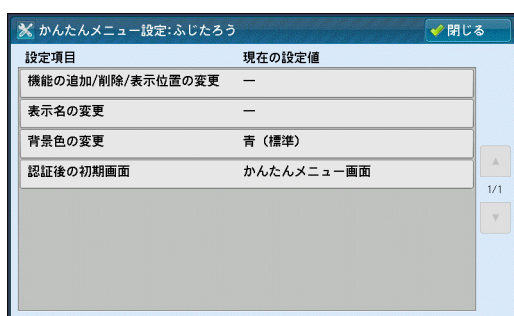 かんたんメニュー設定:ふじたろう
閉じる
設定項目 現在の設定値
機能の追加/削除/表示位置の変更 ー
表示名の変更 ー
背景色の変更 青（標準）
認証後の初期画面 かんたんメニュー画面
1/1